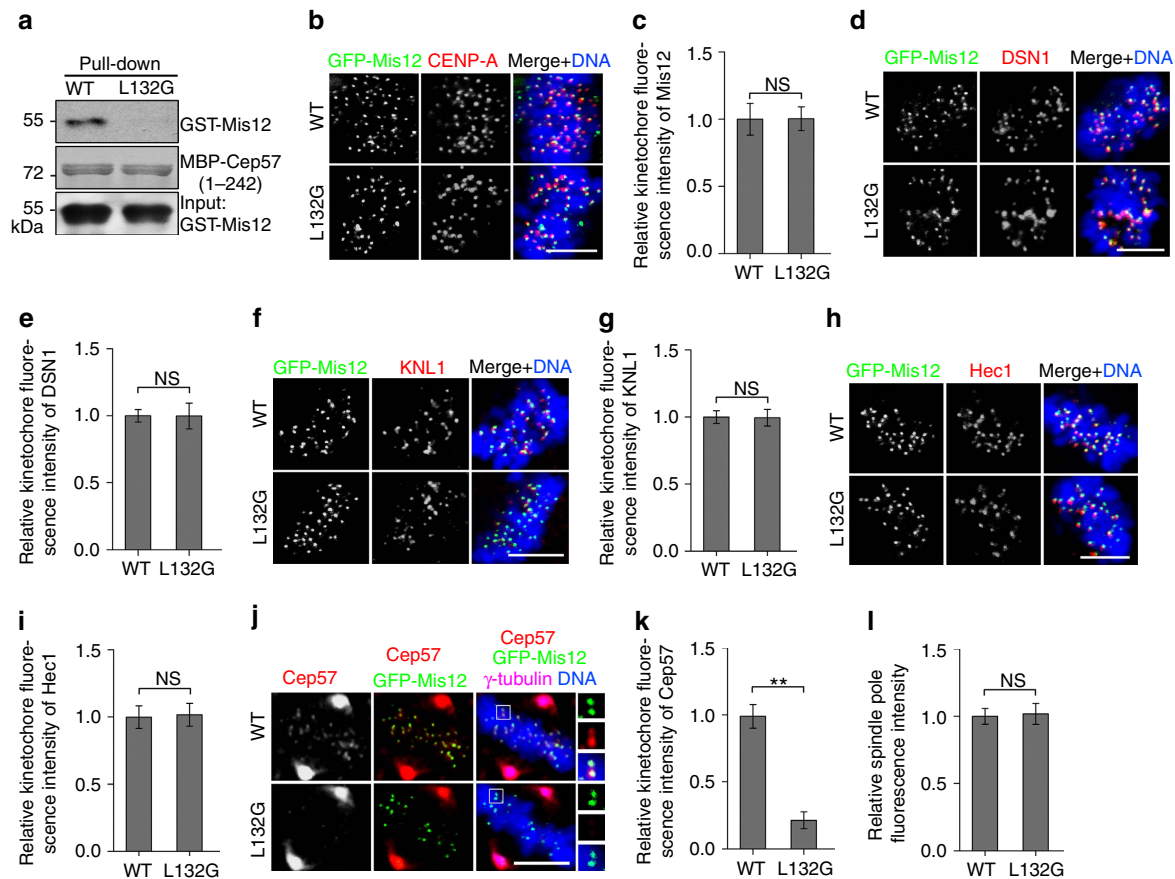 a
Pull-down
WT L132G
55
GST-Mis12
72
MBP-Cep57
(1–242)
55
kDa
Input:
GST-Mis12
b
GFP-Mis12 CENP-A Merge+DNA
WT
L132G
c
Relative kinetochore fluore-
scence intensity of Mis12
1.5
1.0
0.5
0.0
NS
WT L132G
d
GFP-Mis12 DSN1 Merge+DNA
WT
L132G
e
Relative kinetochore fluore-
scence intensity of DSN1
1.5
1.0
0.5
0.0
NS
WT L132G
f
GFP-Mis12 KNL1 Merge+DNA
WT
L132G
g
Relative kinetochore fluore-
scence intensity of KNL1
1.5
1.0
0.5
0.0
NS
WT L132G
h
GFP-Mis12 Hec1 Merge+DNA
WT
L132G
i
Relative kinetochore fluore-
scence intensity of Hec1
1.5
1.0
0.5
0.0
NS
WT L132G
j
Cep57
Cep57
GFP-Mis12
Cep57
GFP-Mis12
γ-tubulin DNA
WT
L132G
k
Relative kinetochore fluore-
scence intensity of Cep57
1.5
1.0
0.5
0
**
WT L132G
l
Relative spindle pole
fluorescence intensity
1.5
1.0
0.5
0.0
NS
WT L132G